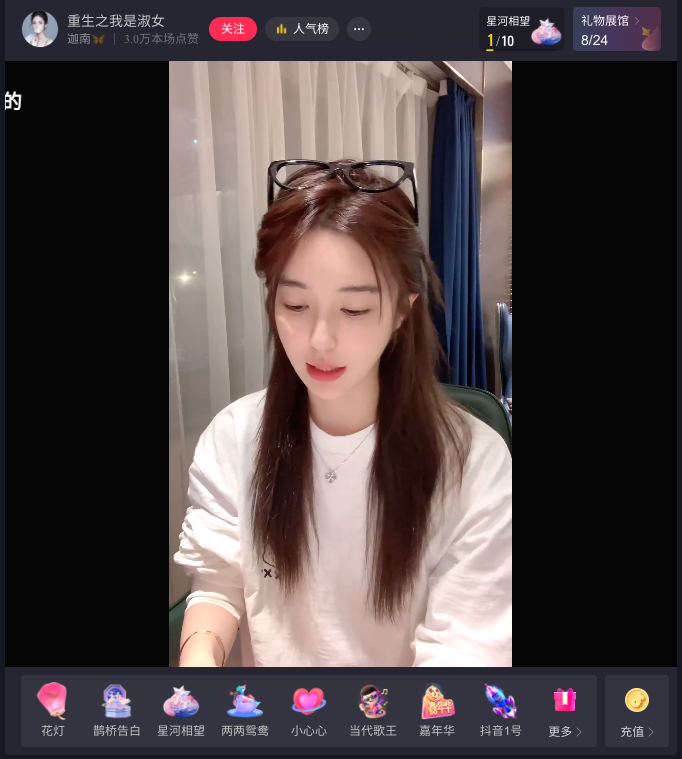 重生之我是淑女
迦南 3.0万本场点赞
关注
人气榜
...
星河相望
1/10
礼物展馆 >
8/24
的
花灯
鹊桥告白
星河相望
两两鸳鸯
小心心
当代歌王
嘉年华
嘉年华
抖音1号
更多 >
充值 >